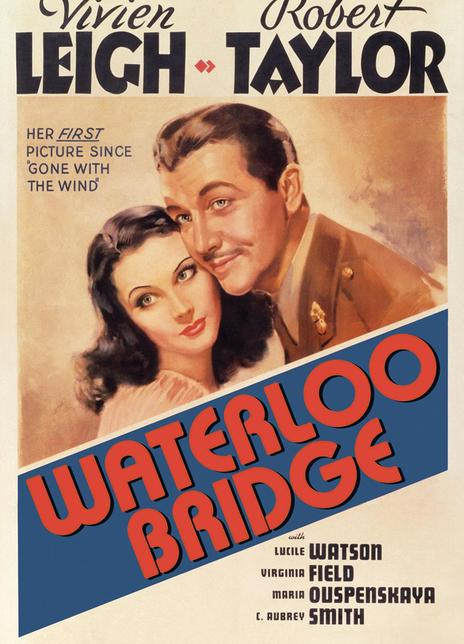 Vivien Robert
LEIGH TAYLOR
HER FIRST
PICTURE SINCE
"GONE WITH
THE WIND"
WATERLOO
BRIDGE
with
LUCILE WATSON
VIRGINIA FIELD
MARIA OUSPENSKAYA
C. AUBREY SMITH